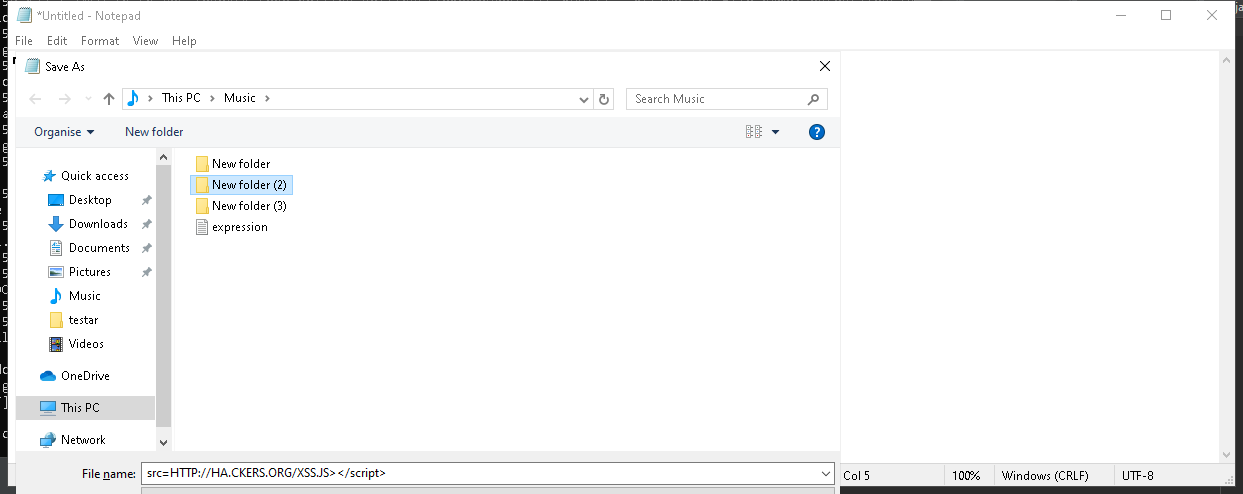 *Untitled - Notepad
File Edit Format View Help
Save As
This PC Music
Search Music
Organise New folder
Quick access
Desktop
Downloads
Documents
Pictures
Music
testar
Videos
OneDrive
This PC
Network
New folder
New folder (2)
New folder (3)
expression
File name: src=HTTP://HA.CKERS.ORG/XSS.JS></script>
Col 5 100% Windows (CRLF) UTF-8